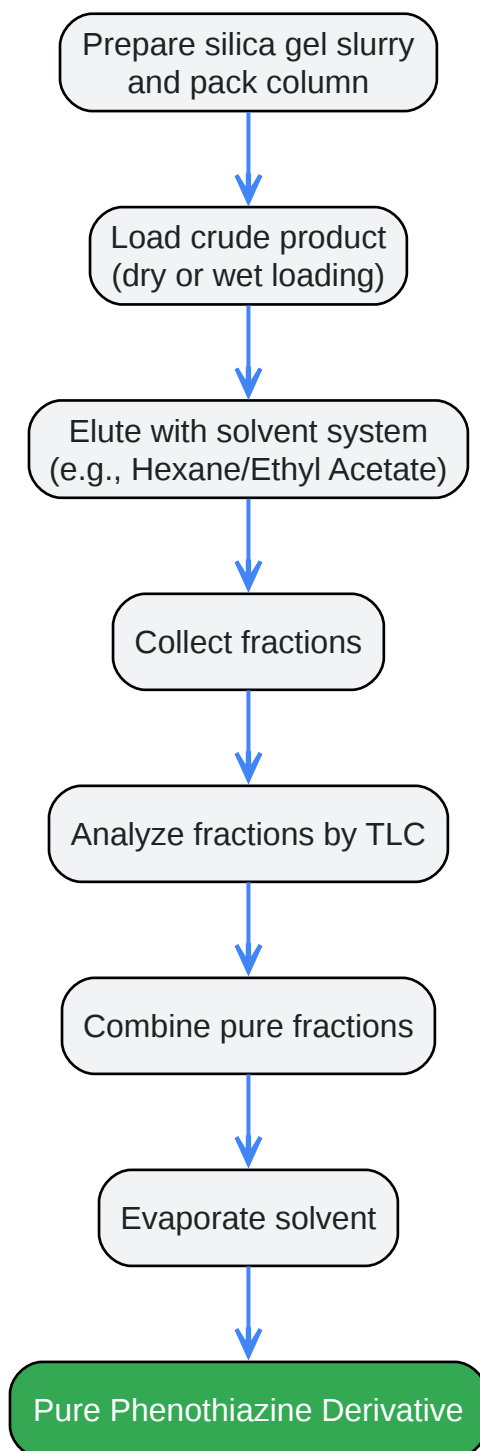 Prepare silica gel slurry
and pack column
Load crude product
(dry or wet loading)
Elute with solvent system
(e.g., Hexane/Ethyl Acetate)
Collect fractions
Analyze fractions by TLC
Combine pure fractions
Evaporate solvent
Pure Phenothiazine Derivative